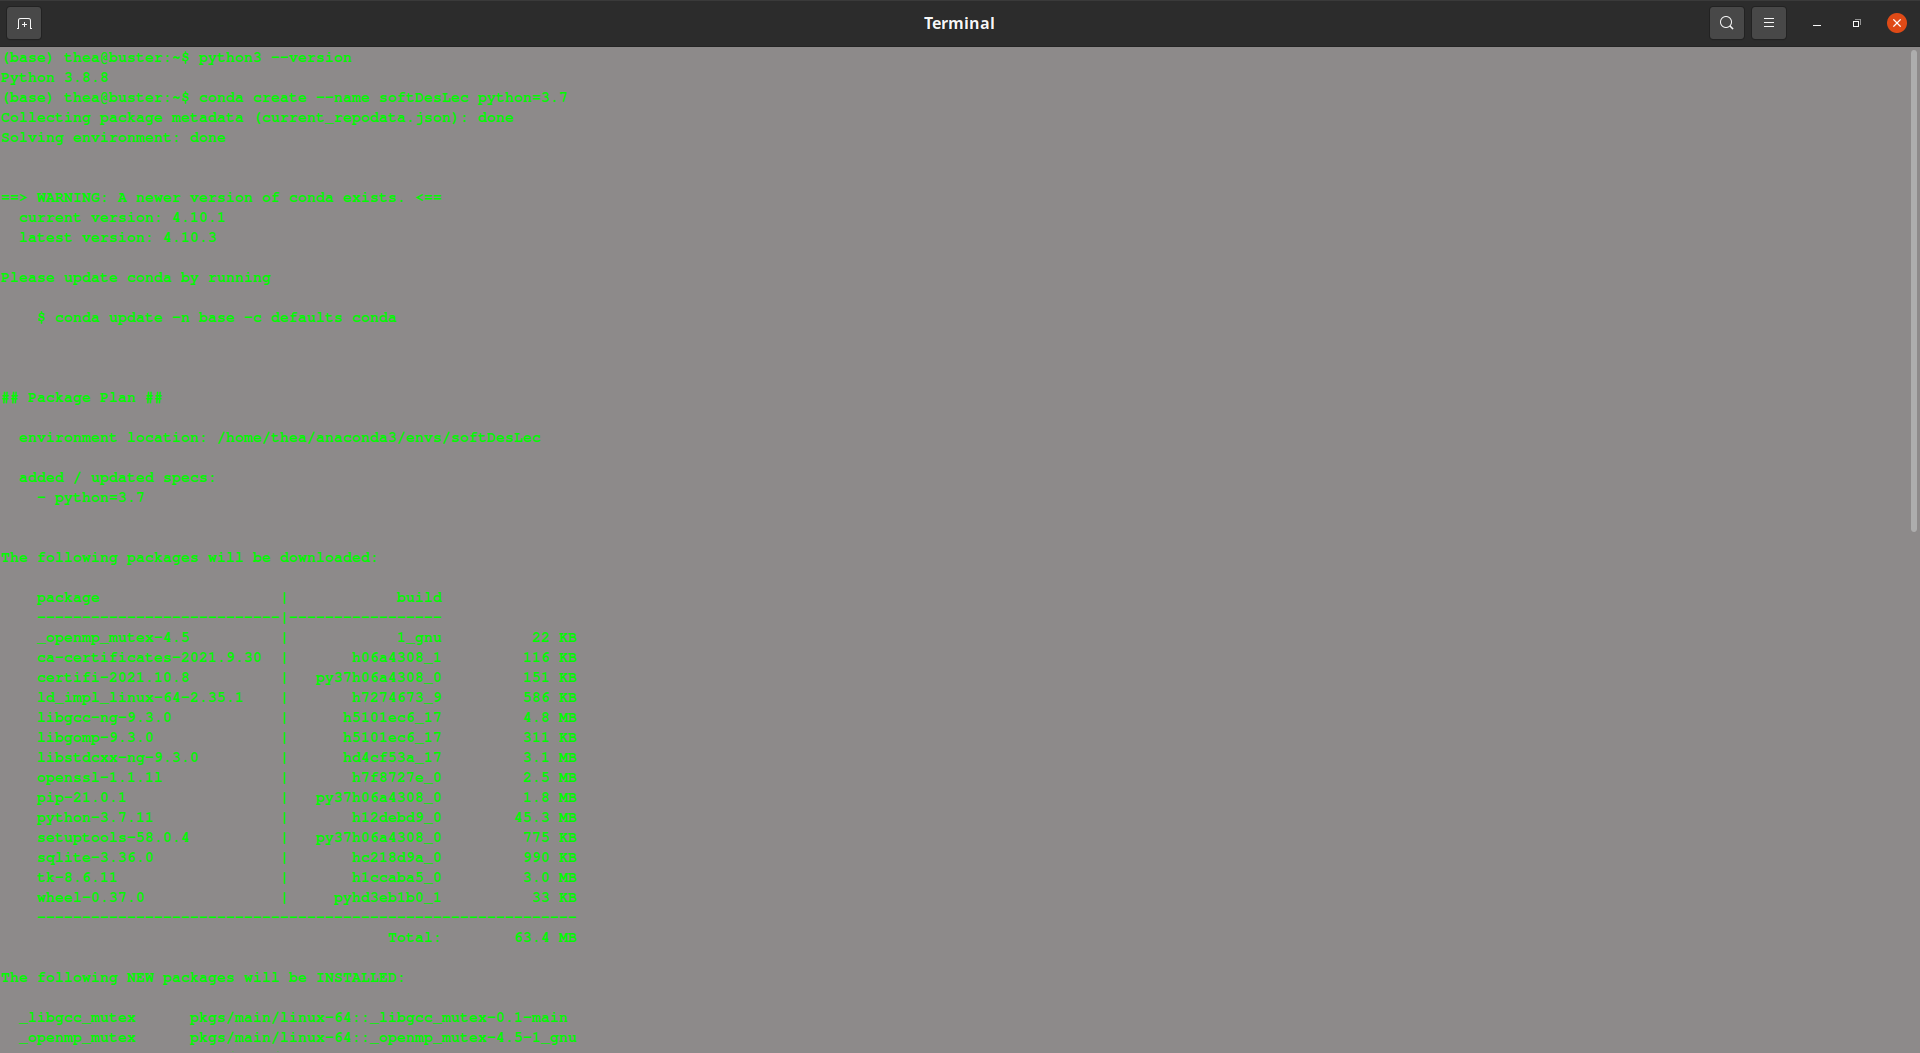 Terminal
(base) thea@buster:~$ python3 --version
Python 3.8.8
(base) thea@buster:~$ conda create --name softDesTec python=3.7
Collecting package metadata (current_repodata.json): done
Solving environment: done
==> WARNING: A newer version of conda exists. <==
current version: 4.10.1
latest version: 4.10.3
Please update conda by running
$ conda update -n base -c defaults conda
## Package Plan ##
environment location: /home/thea/anaconda3/envs/softDesTec
added / updated specs:
- python=3.7
The following packages will be downloaded:
package | build
---------------------------|-----------------
_openmp_mutex-4.5 | 1_gnu 22 KB
ca-certificates-2021.9.30 | h06a4308_1 116 KB
certifi-2021.10.8 | py37h06a4308_0 151 KB
ld_impl_linux-64-2.35.1 | h7274673_9 586 KB
libgcc-ng-9.3.0 | h5101ec6_17 4.8 MB
libgomp-9.3.0 | h5101ec6_17 311 KB
libstdcxx-ng-9.3.0 | hd4cf53a_17 3.1 MB
openssl-1.1.1l | h7f8727e_0 2.5 MB
pip-21.0.1 | py37h06a4308_0 1.8 MB
python-3.7.11 | h12debd9_0 45.3 MB
setuptools-58.0.4 | py37h06a4308_0 775 KB
sqlite-3.36.0 | hc218d9a_0 990 KB
tk-8.6.11 | h1ccaba5_0 3.0 MB
wheel-0.37.0 | pyhd3eb1b0_1 33 KB
------------------------------------------------------------
Total: 63.4 MB
The following NEW packages will be INSTALLED:
_libgcc_mutex pkgs/main/linux-64::_libgcc_mutex-0.1-main
_openmp_mutex pkgs/main/linux-64::_openmp_mutex-4.5-1_gnu